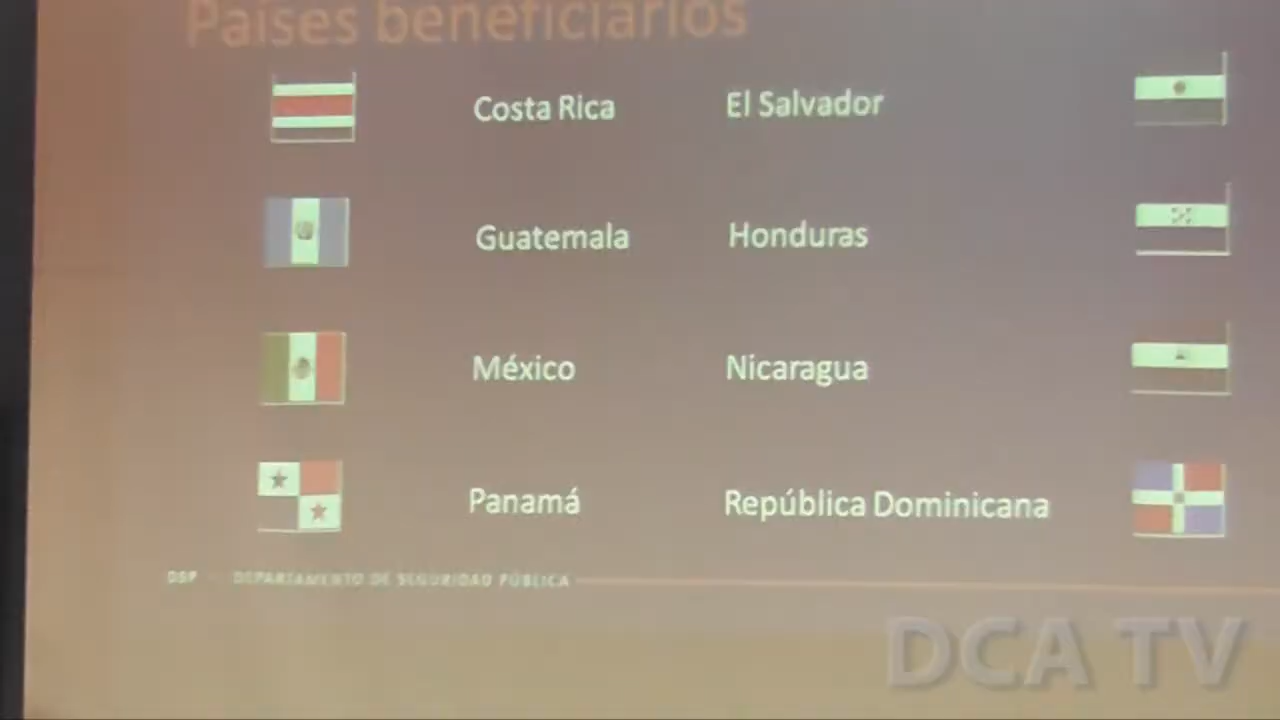 Países beneficiarios
Costa Rica El Salvador
Guatemala Honduras
México Nicaragua
Panamá República Dominicana
DSP DEPARTAMENTO DE SEGURIDAD PÚBLICA
DCA TV